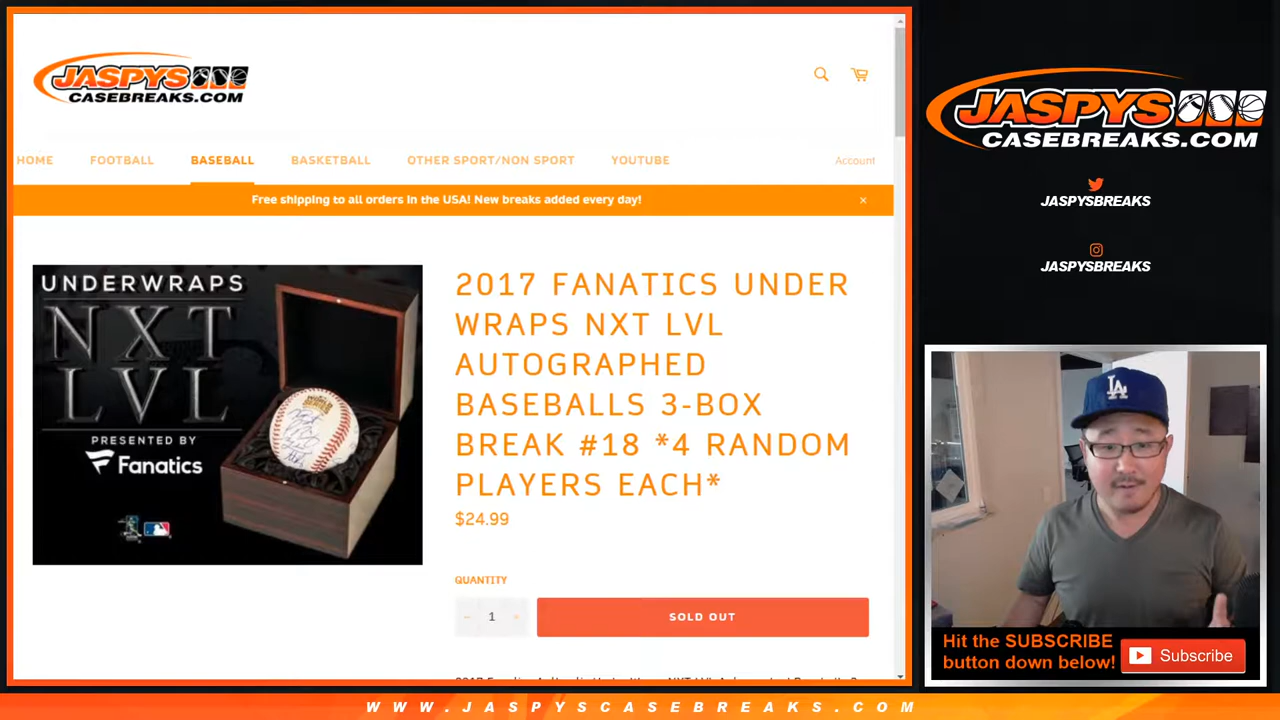 JASPYS
CASEBREAKS.COM
HOME FOOTBALL BASEBALL BASKETBALL OTHER SPORT/NON SPORT YOUTUBE Account
Free shipping to all orders in the USA! New breaks added every day! ×
UNDERWRAPS
NXT
LVL
PRESENTED BY
Fanatics
2017 FANATICS UNDER
WRAPS NXT LVL
AUTOGRAPHED
BASEBALLS 3-BOX
BREAK #18 *4 RANDOM
PLAYERS EACH*
$24.99
QUANTITY
− 1 + SOLD OUT
JASPYS
CASEBREAKS.COM
JASPYSBREAKS
JASPYSBREAKS
LA
Hit the SUBSCRIBE
button down below!
Subscribe
WWW.JASPYSCASEBREAKS.COM